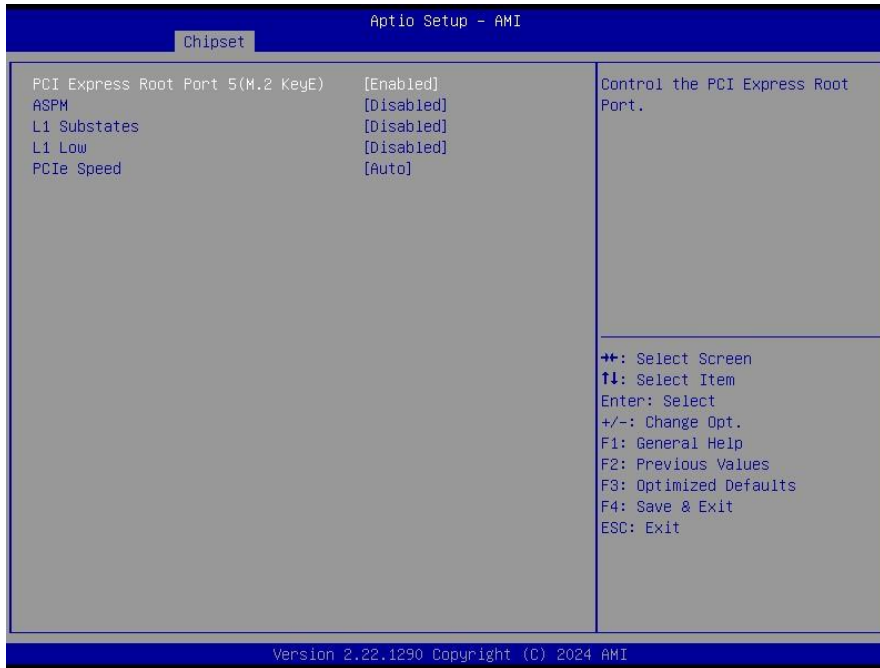 Aptio Setup - AMI
Chipset
PCI Express Root Port 5(M.2 KeyE) [Enabled]
ASPM [Disabled]
L1 Substates [Disabled]
L1 Low [Disabled]
PCIe Speed [Auto]
Control the PCI Express Root
Port.
→←: Select Screen
↑↓: Select Item
Enter: Select
+/-: Change Opt.
F1: General Help
F2: Previous Values
F3: Optimized Defaults
F4: Save & Exit
ESC: Exit
Version 2.22.1290 Copyright (C) 2024 AMI